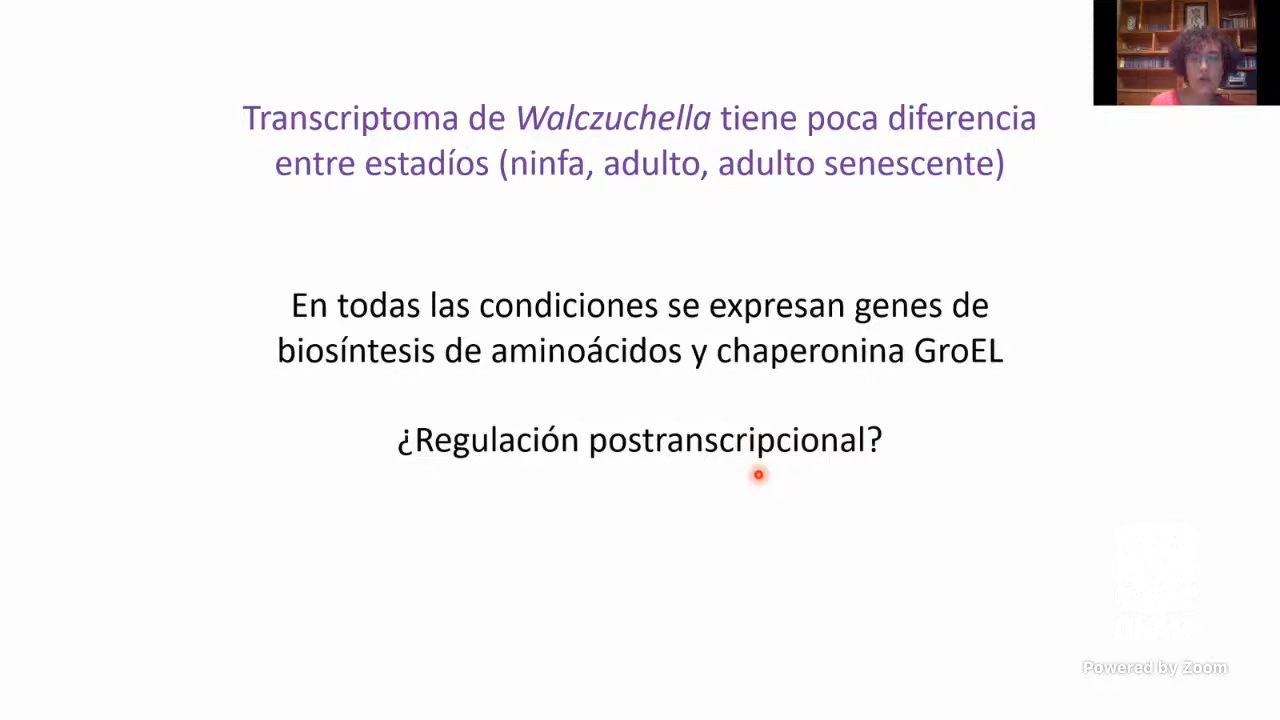 Transcriptoma de Walczuchella tiene poca diferencia
entre estadíos (ninfa, adulto, adulto senescente)
En todas las condiciones se expresan genes de
biosíntesis de aminoácidos y chaperonina GroEL
¿Regulación postranscripcional?
UNAM
Powered by Zoom